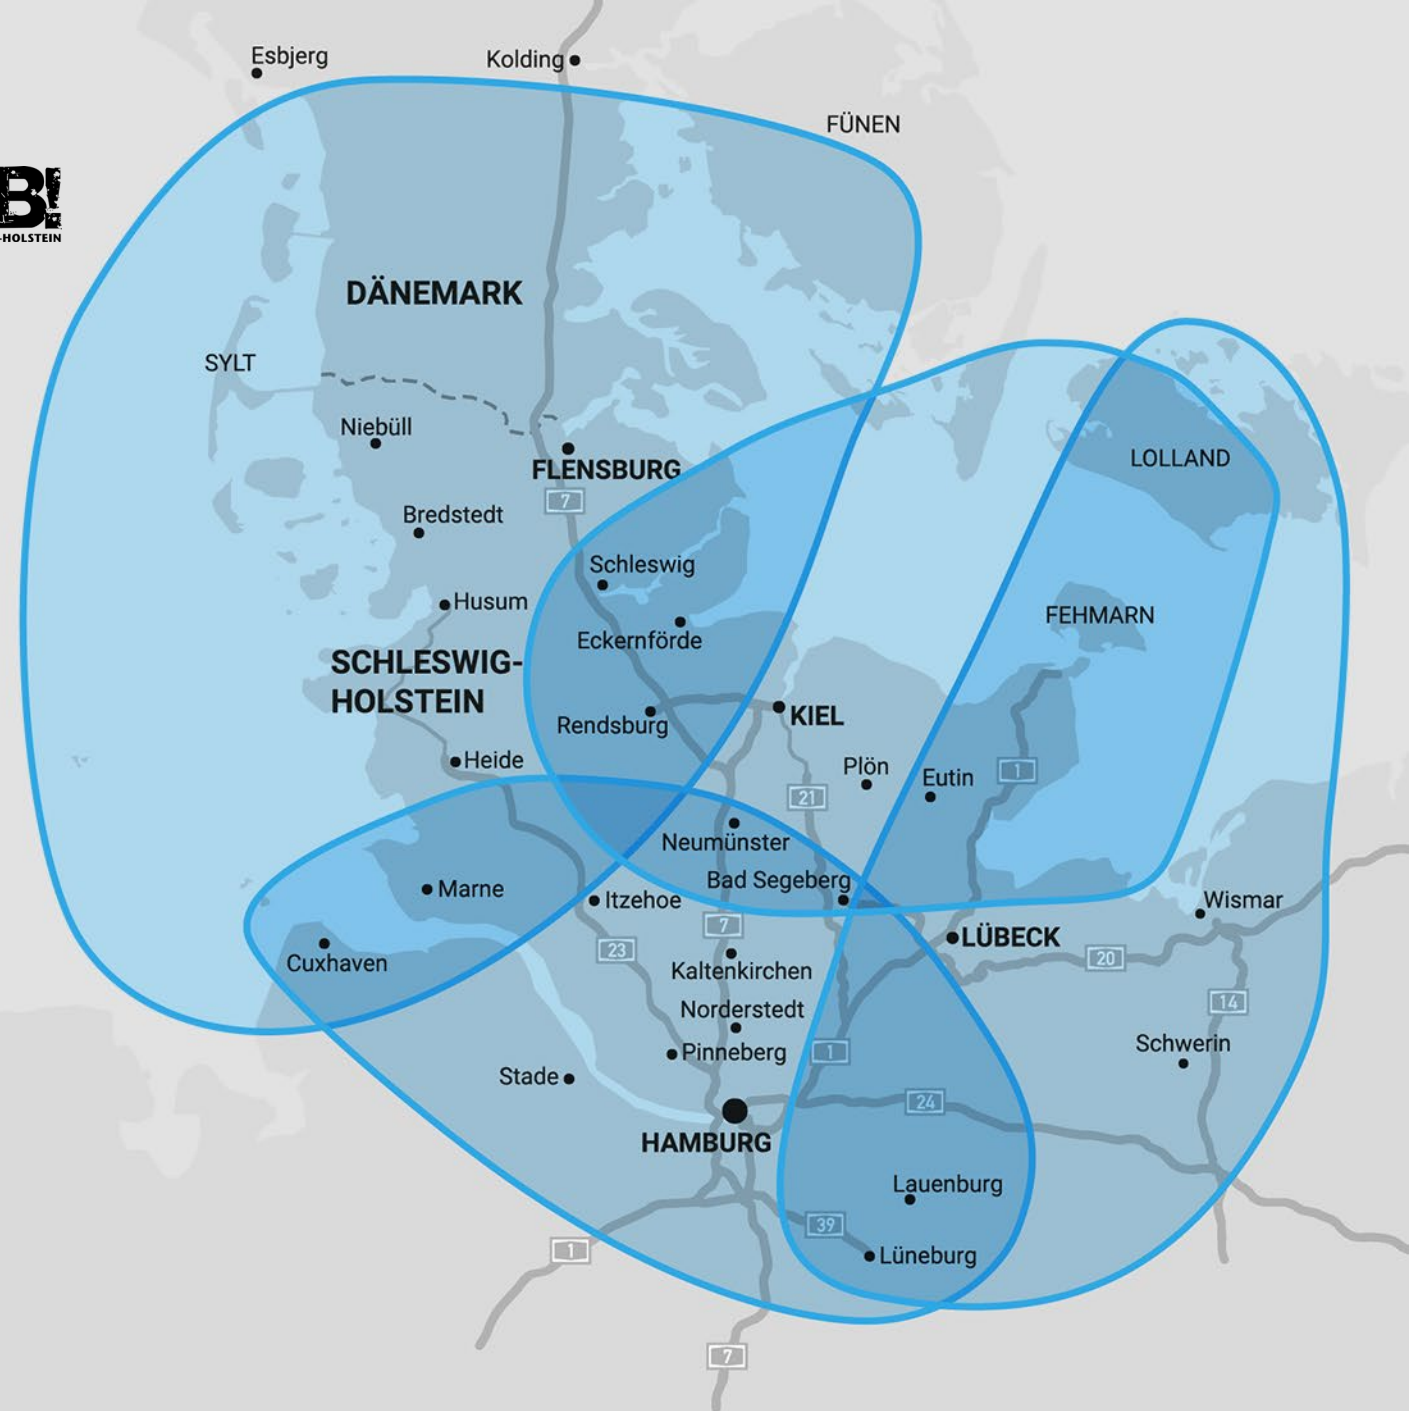 Esbjerg
Kolding
FÜNEN
B!
-HOLSTEIN
DÄNEMARK
SYLT
Niebüll
FLENSBURG
LOLLAND
7
Bredstedt
Schleswig
Husum
FEHMARN
Eckernförde
SCHLESWIG-
HOLSTEIN
KIEL
Rendsburg
Heide
Plön
Eutin
1
21
Neumünster
Bad Segeberg
Marne
Itzehoe
Wismar
7
LÜBECK
23
20
Cuxhaven
Kaltenkirchen
14
Norderstedt
Schwerin
Pinneberg
1
Stade
24
HAMBURG
Lauenburg
39
1
Lüneburg
7